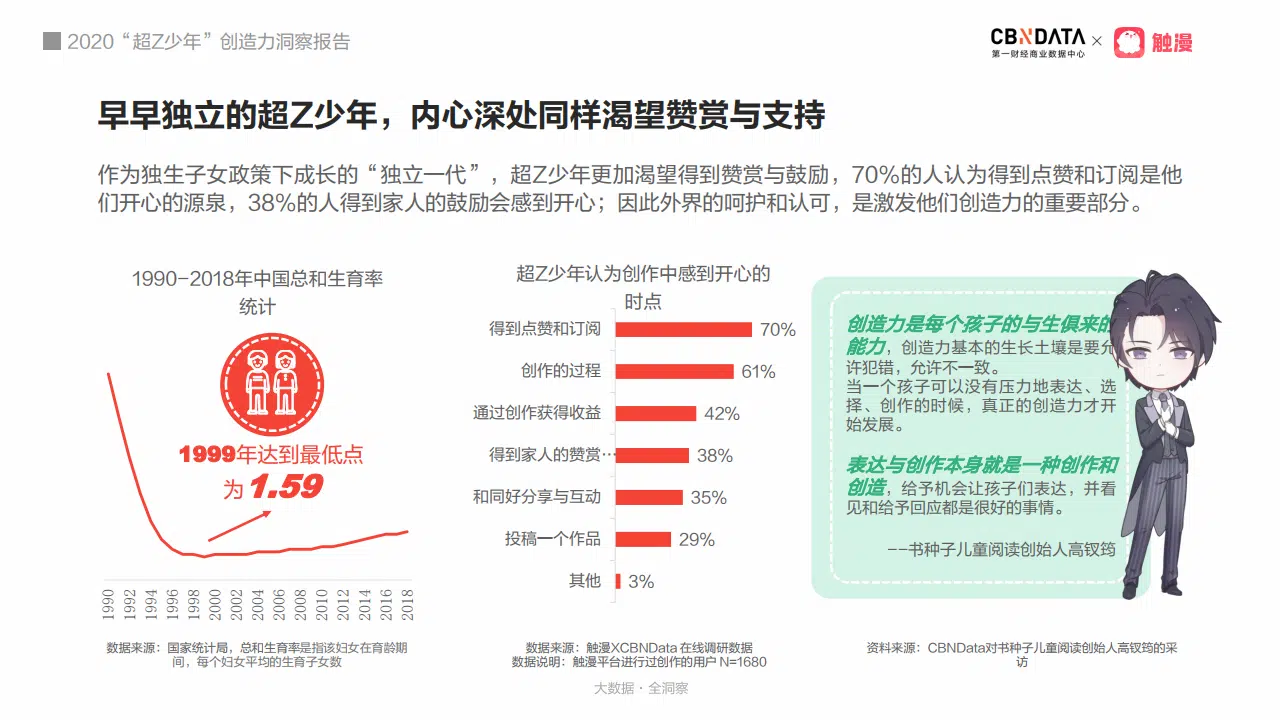 2020“超Z少年”创造力洞察报告
CBNDATA
第一财经商业数据中心
×
触漫
早早独立的超Z少年，内心深处同样渴望赞赏与支持
作为独生子女政策下成长的“独立一代”，超Z少年更加渴望得到赞赏与鼓励，70%的人认为得到点赞和订阅是他
们开心的源泉，38%的人得到家人的鼓励会感到开心；因此外界的呵护和认可，是激发他们创造力的重要部分。
1990-2018年中国总和生育率
统计
1999年达到最低点
为 1.59
1990 1992 1994 1996 1998 2000 2002 2004 2006 2008 2010 2012 2014 2016 2018
数据来源：国家统计局，总和生育率是指该妇女在育龄期
间，每个妇女平均的生育子女数
超Z少年认为创作中感到开心的
时点
得到点赞和订阅 70%
创作的过程 61%
通过创作获得收益 42%
得到家人的赞赏… 38%
和同好分享与互动 35%
投稿一个作品 29%
其他 3%
数据来源：触漫XCBNData 在线调研数据
数据说明：触漫平台进行过创作的用户 N=1680
创造力是每个孩子的与生俱来的
能力，创造力基本的生长土壤是要允
许犯错，允许不一致。
当一个孩子可以没有压力地表达、选
择、创作的时候，真正的创造力才开
始发展。
表达与创作本身就是一种创作和
创造，给予机会让孩子们表达，并看
见和给予回应都是很好的事情。
--书种子儿童阅读创始人高钗筠
资料来源：CBNData对书种子儿童阅读创始人高钗筠的采
访
大数据·全洞察